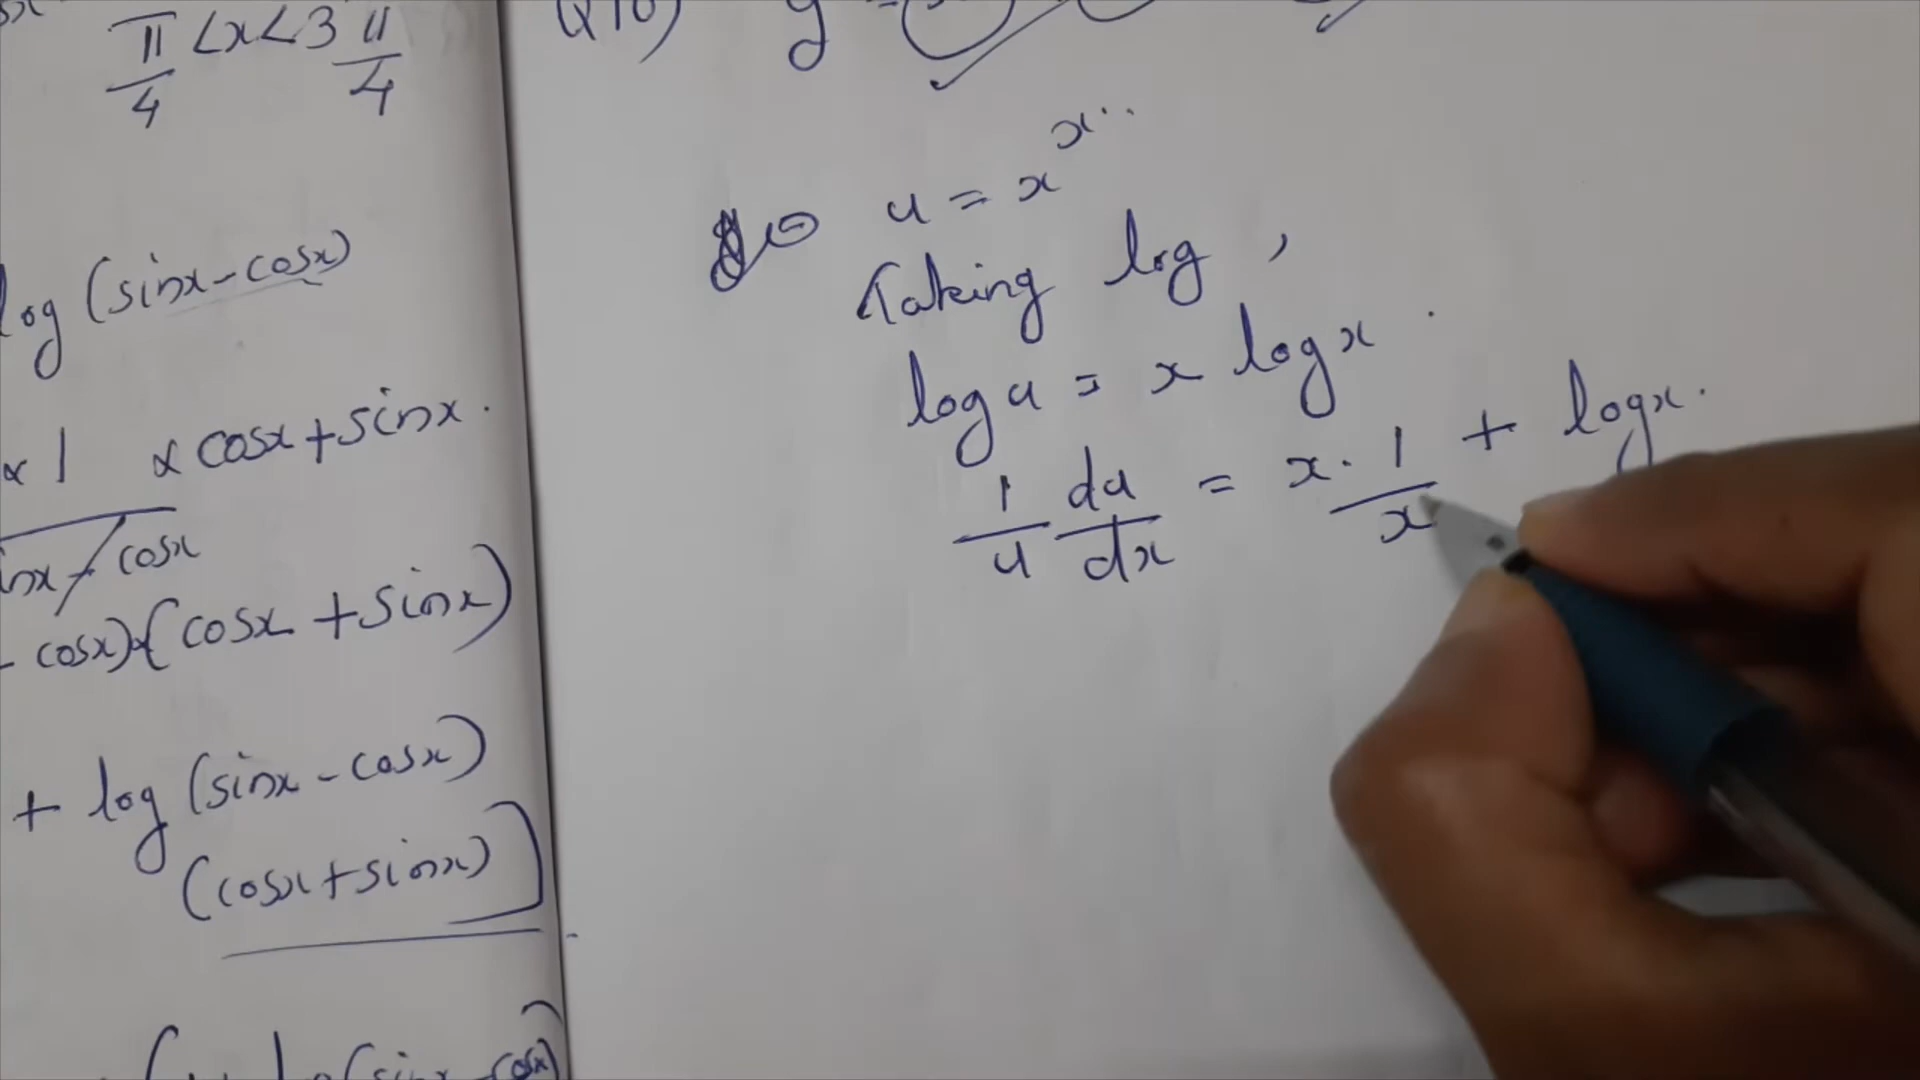 π/4 < x < 3π/4
log (sinx - cosx)
x 1 x cosx + sinx.
cosx
cosx) x (cosx + sinx)
+ log (sinx - cosx)
(cosx + sinx)]
Q10) y =
u = x^x..
Taking log ,
log u = x log x .
1/u du/dx = x . 1/x + log x .